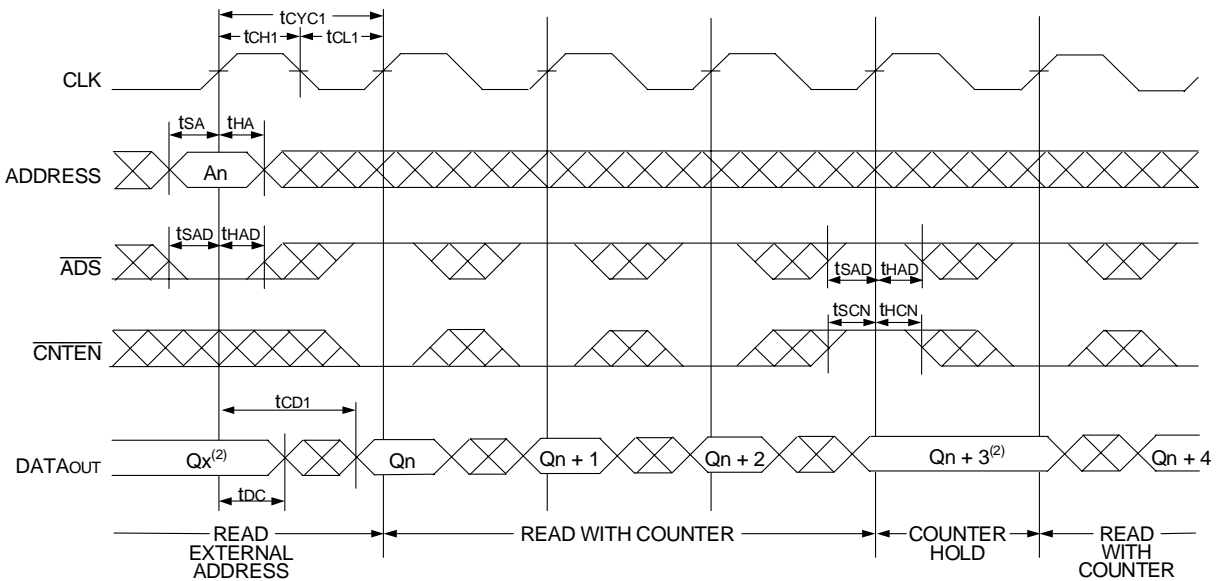 tCYC1
tCH1 tCL1
CLK
tSA tHA
ADDRESS An
tSAD tHAD
ADS
tSAD tHAD
tSCN tHCN
CNTEN
tCD1
DATAOUT Qx(2) Qn Qn + 1 Qn + 2 Qn + 3(2) Qn + 4
tDC
READ EXTERNAL ADDRESS
READ WITH COUNTER
COUNTER HOLD
READ WITH COUNTER